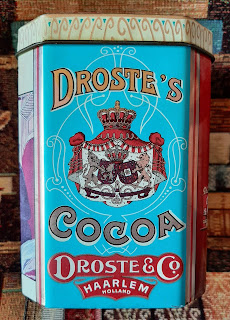 DROSTE'S
COCOA
DROSTE & Co
HAARLEM
HOLLAND